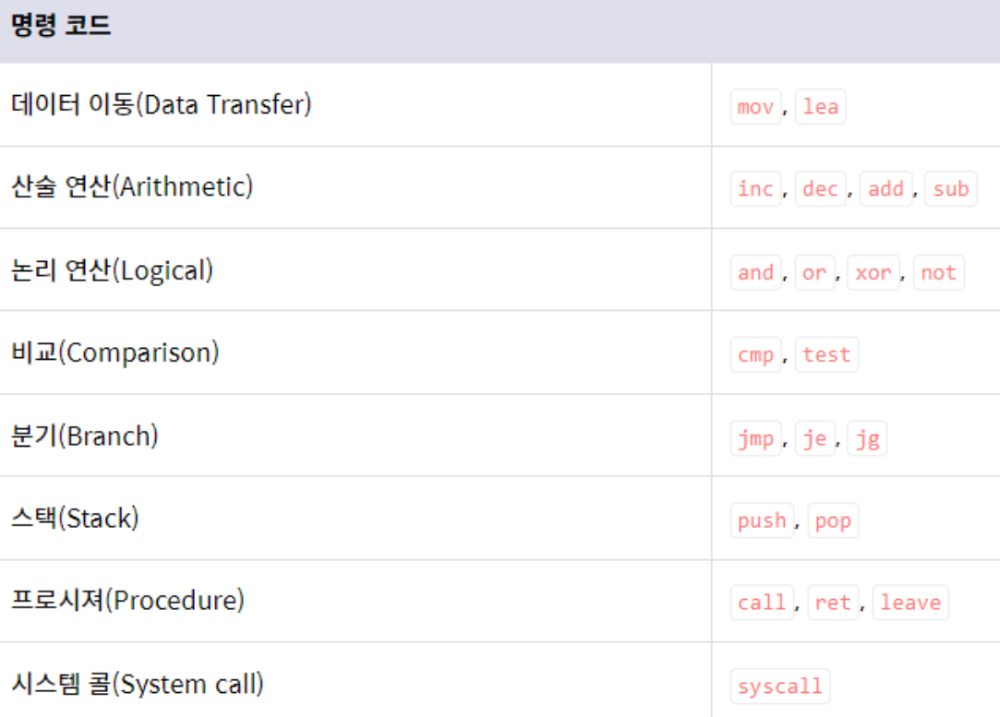 명령 코드
데이터 이동(Data Transfer) mov, lea
산술 연산(Arithmetic) inc, dec, add, sub
논리 연산(Logical) and, or, xor, not
비교(Comparison) cmp, test
분기(Branch) jmp, je, jg
스택(Stack) push, pop
프로시져(Procedure) call, ret, leave
시스템 콜(System call) syscall